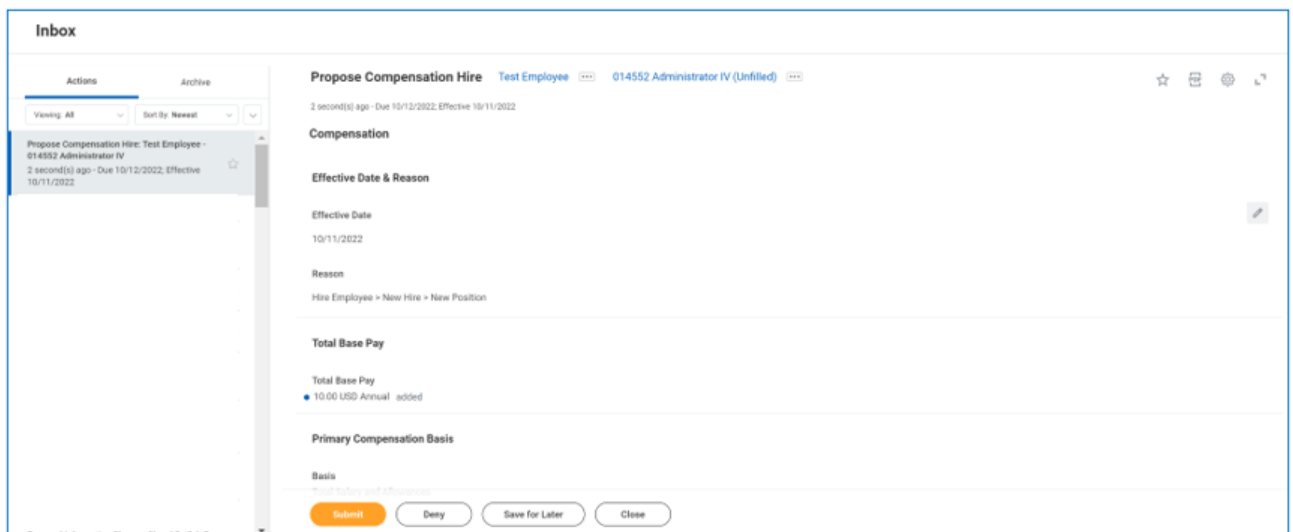 Inbox
Actions
Archive
Viewing: All
Sort By: Newest
Propose Compensation Hire: Test Employee -
014552 Administrator IV
2 second(s) ago - Due 10/12/2022; Effective
10/11/2022
Propose Compensation Hire Test Employee 014552 Administrator IV (Unfilled)
2 second(s) ago - Due 10/12/2022; Effective 10/11/2022
Compensation
Effective Date & Reason
Effective Date
10/11/2022
Reason
Hire Employee > New Hire > New Position
Total Base Pay
Total Base Pay
10.00 USD Annual added
Primary Compensation Basis
Basis
Total Salary and Allowances
Submit
Deny
Save for Later
Close